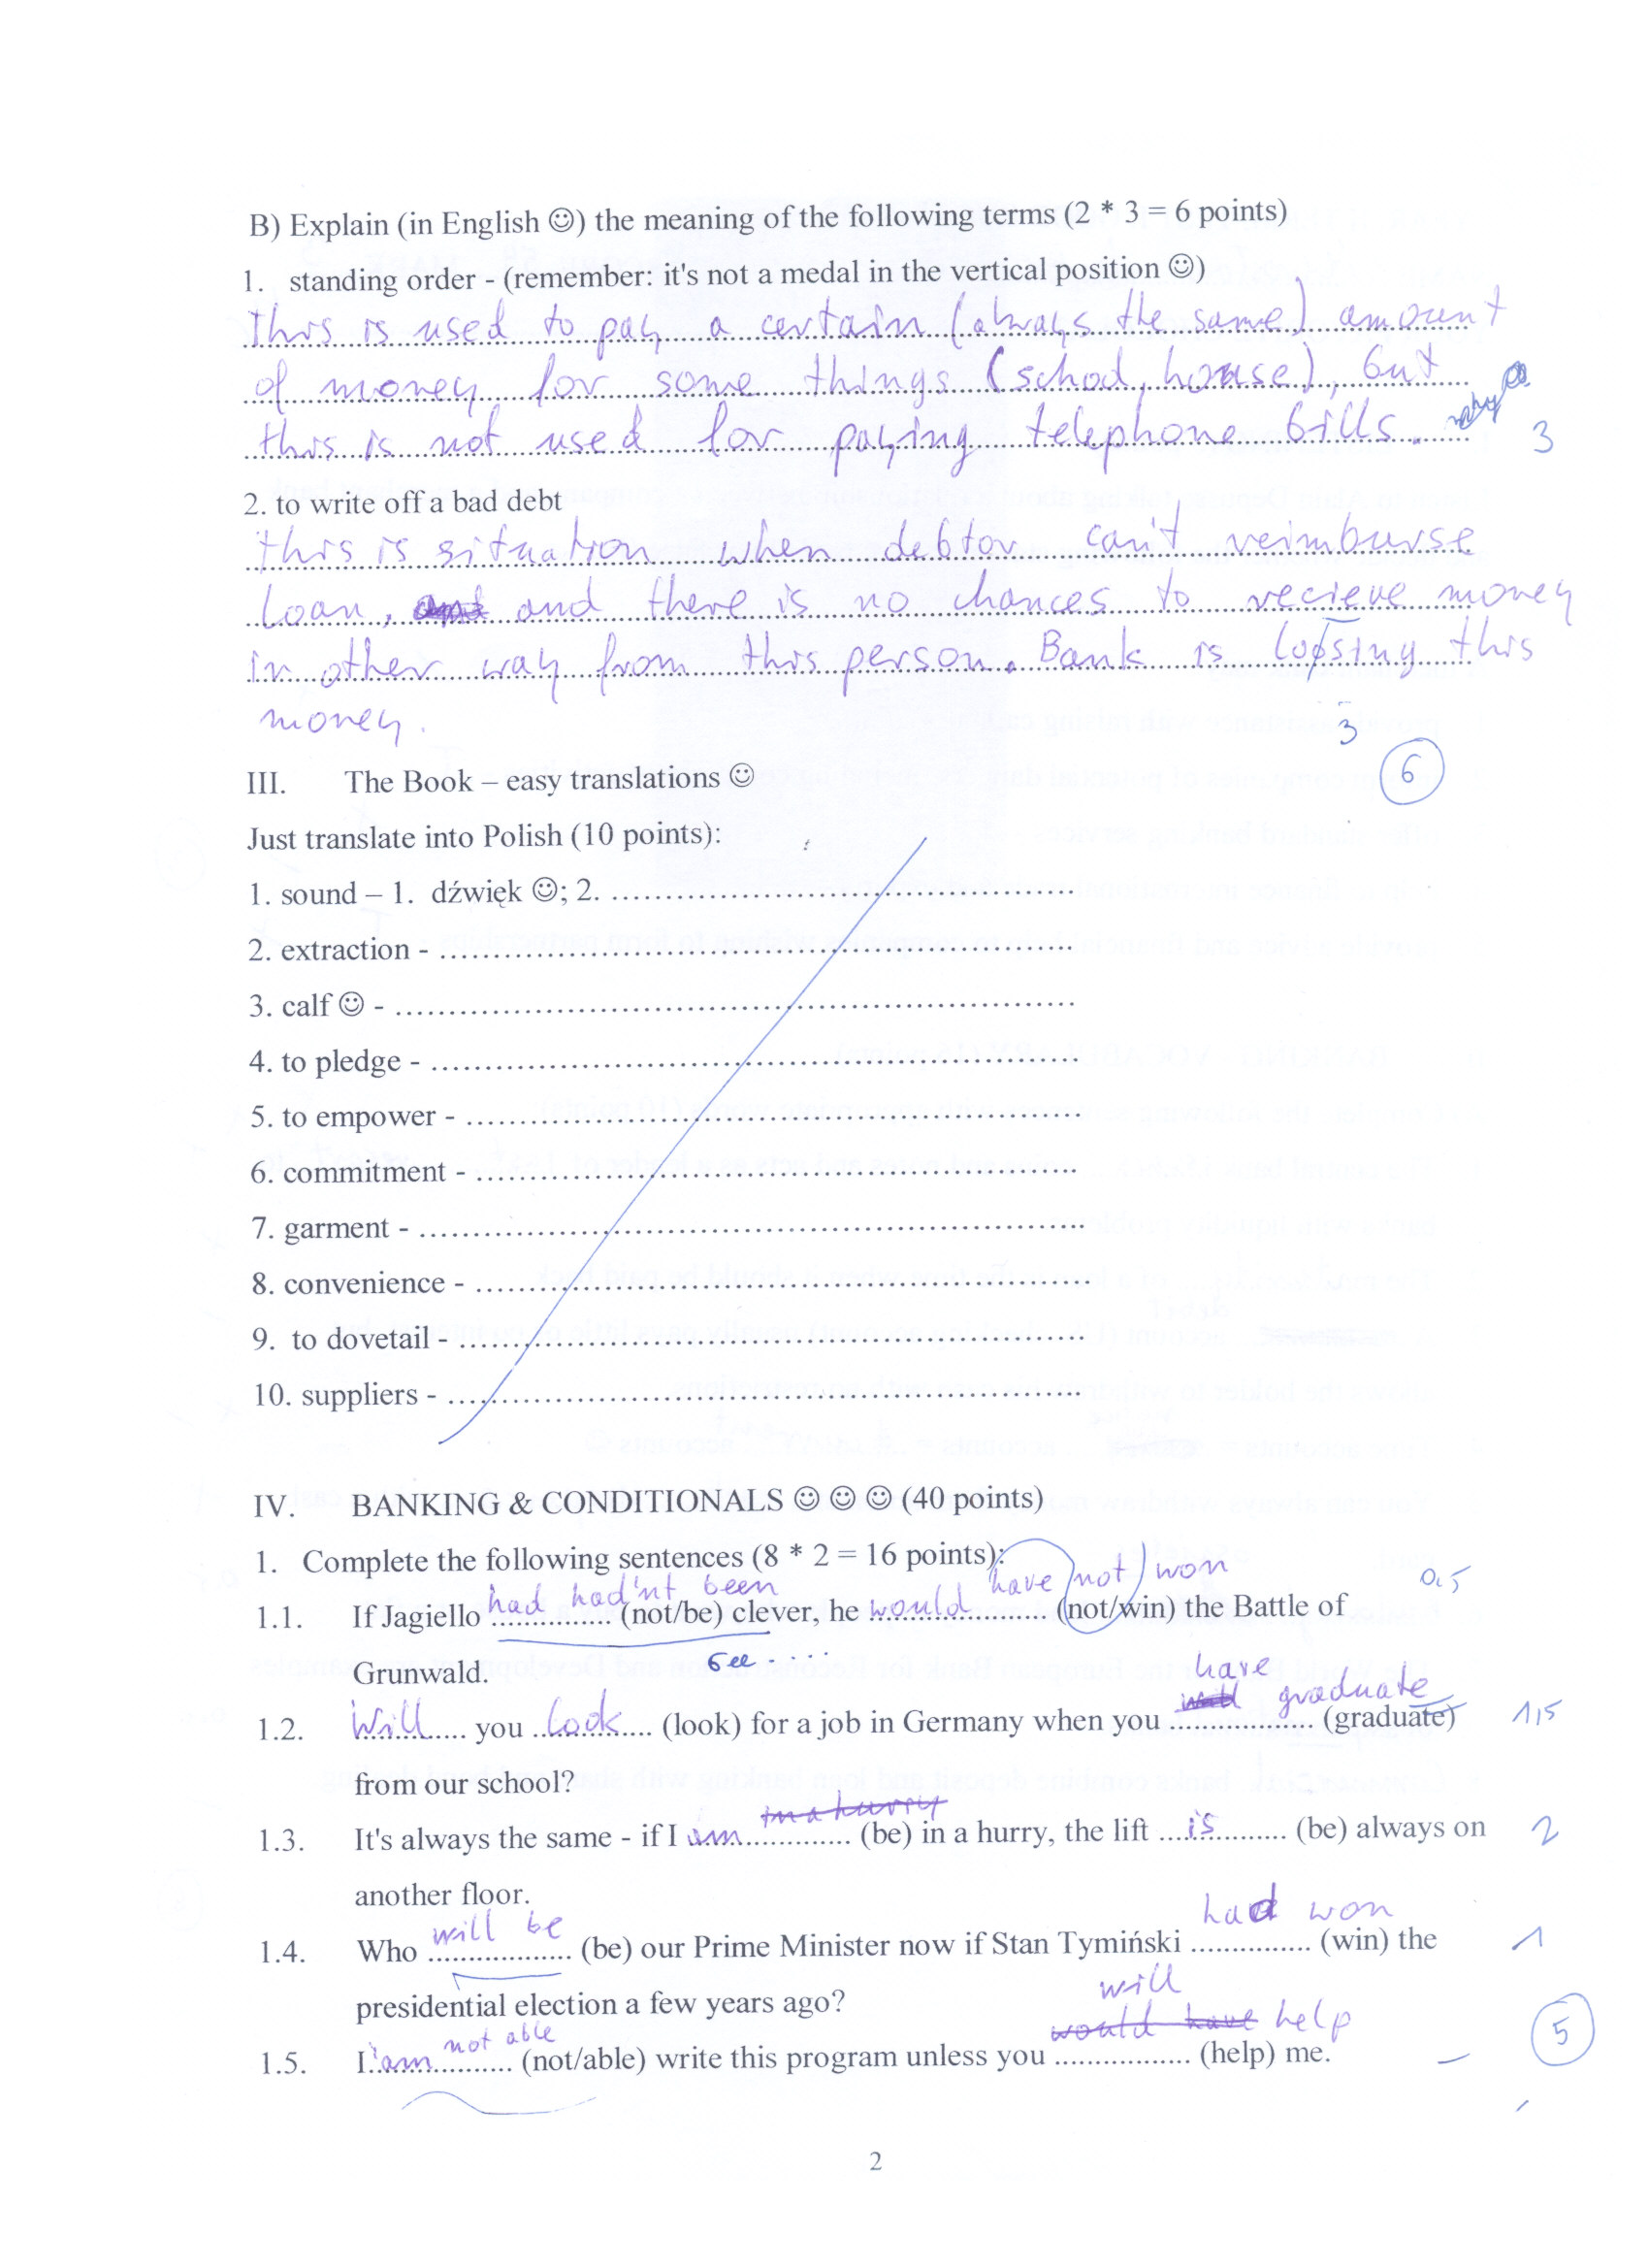 B) Explain (in English ☺) the meaning of the following terms (2 * 3 = 6 points)
1. standing order - (remember: it's not a medal in the vertical position ☺)
This is used to pay a certain (always the same) amount
of money for some things (school, house), but
this is not used for paying telephone bills.
3
2. to write off a bad debt
this is situation when debtor can't reimburse
loan, and there is no chances to recieve money
in other way from this person. Bank is loosing this
money.
3
6
III. The Book – easy translations ☺
Just translate into Polish (10 points):
1. sound – 1. dźwięk ☺; 2. ................................
2. extraction - ................................
3. calf ☺ - ................................
4. to pledge - ................................
5. to empower - ................................
6. commitment - ................................
7. garment - ................................
8. convenience - ................................
9. to dovetail - ................................
10. suppliers - ................................
IV. BANKING & CONDITIONALS ☺ ☺ ☺ (40 points)
1. Complete the following sentences (8 * 2 = 16 points):
1.1. If Jagiello had had'nt been (not/be) clever, he would have not won (not/win) the Battle of 0,5
Grunwald.
1.2. Will you look (look) for a job in Germany when you have graduate (graduate) 1,5
from our school?
1.3. It's always the same - if I am in a hurry (be) in a hurry, the lift is (be) always on 2
another floor.
1.4. Who will be (be) our Prime Minister now if Stan Tymiński had won (win) the 1
presidential election a few years ago?
1.5. I am not able (not/able) write this program unless you would have will help (help) me. –
5
2